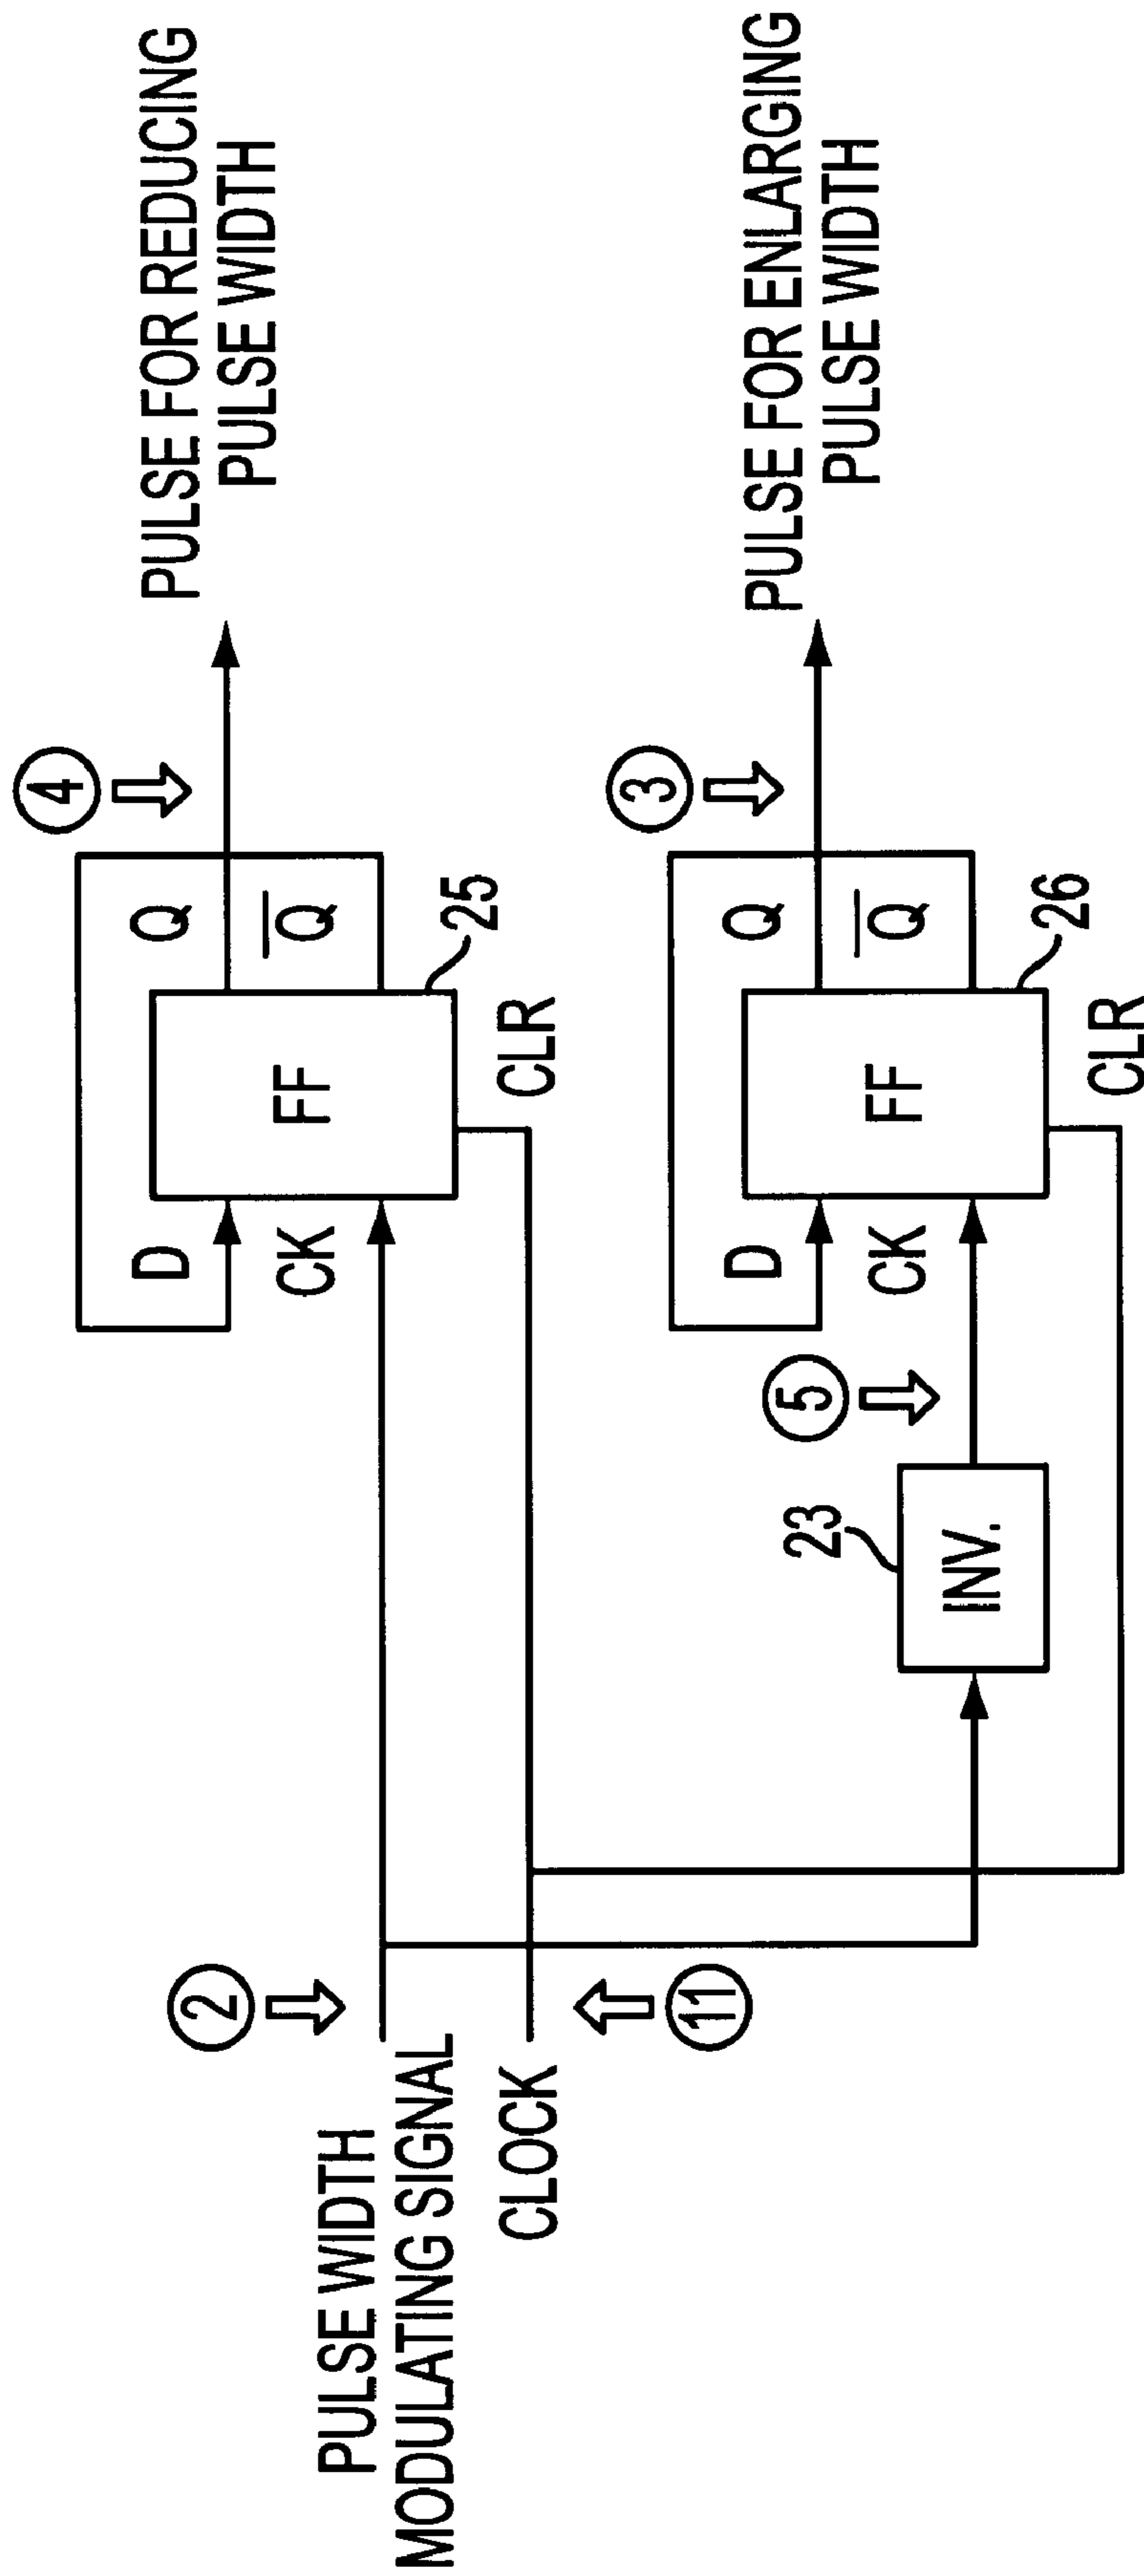 PULSE WIDTH
MODULATING SIGNAL
CLOCK
2
11
D
CK
FF
CLR
Q
Q
25
4
PULSE FOR REDUCING
PULSE WIDTH
23
INV.
5
D
CK
FF
CLR
Q
Q
26
3
PULSE FOR ENLARGING
PULSE WIDTH